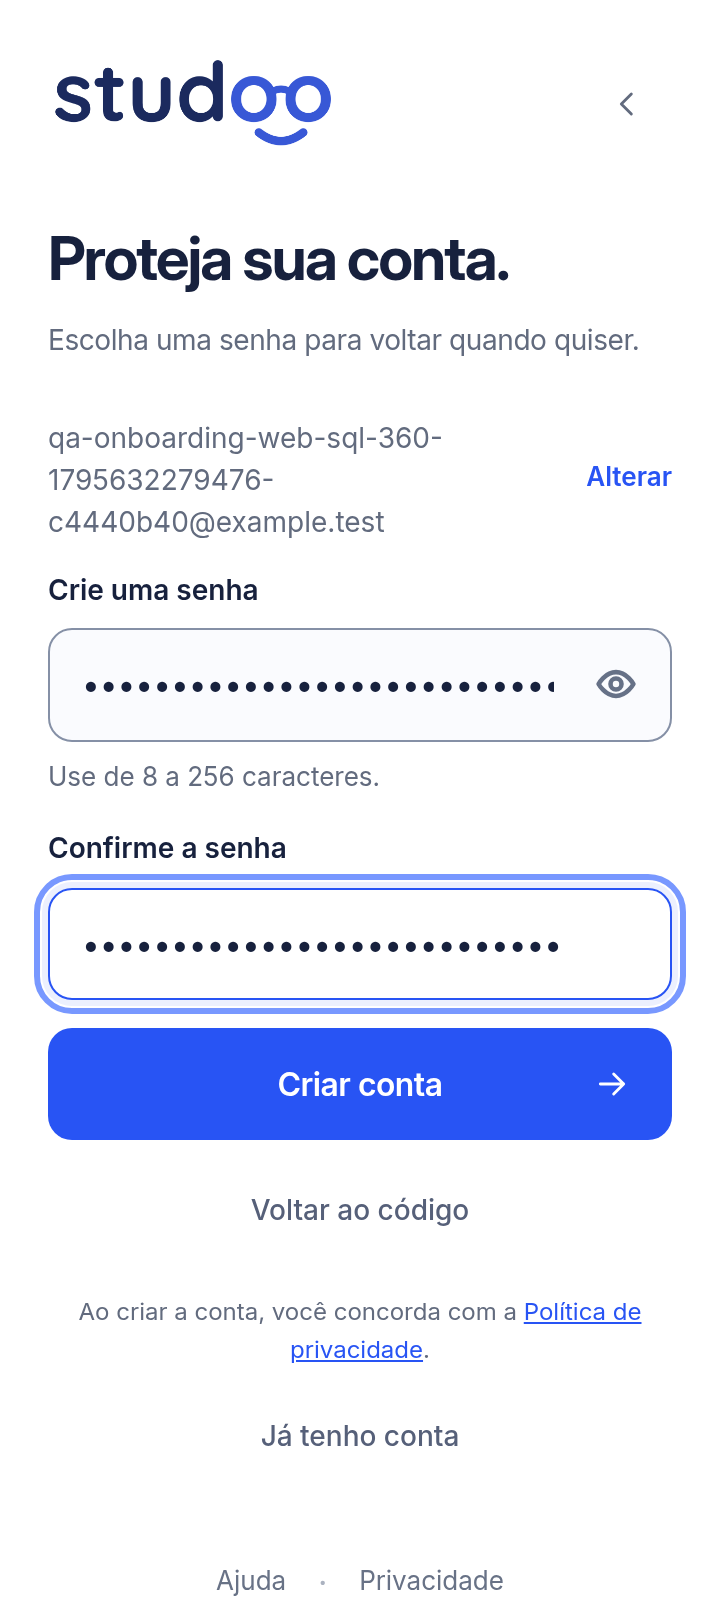 studoo
Proteja sua conta.
Escolha uma senha para voltar quando quiser.
qa-onboarding-web-sql-360-
1795632279476-
c4440b40@example.test
Alterar
Crie uma senha
Use de 8 a 256 caracteres.
Confirme a senha
Criar conta
Voltar ao código
Ao criar a conta, você concorda com a Política de
privacidade.
Já tenho conta
Ajuda · Privacidade